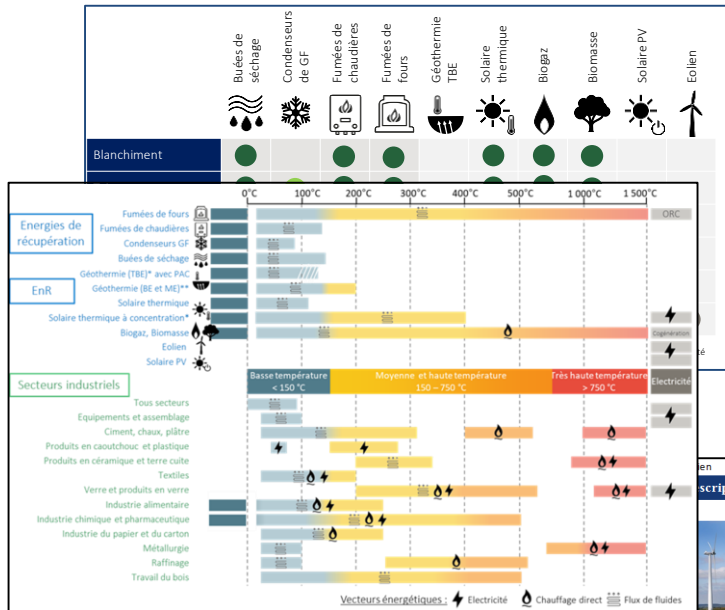 Buées de séchage
Condenseurs de GF
Fumées de chaudières
Fumées de fours
Géothermie TBE
Solaire thermique
Biogaz
Biomasse
Solaire PV
Eolien
Blanchiment
0°C 100°C 200°C 300°C 400°C 500°C 1 000°C 1 500°C
Energies de récupération
Fumées de fours
ORC
Fumées de chaudières
Condenseurs GF
Buées de séchage
Géothermie (TBE)* avec PAC
EnR
Géothermie (BE et ME)**
Solaire thermique
Solaire thermique à concentration*
Biogaz, Biomasse
Cogénération
Eolien
Solaire PV
Secteurs industriels
Basse température < 150 °C
Moyenne et haute température 150 – 750 °C
Très haute température > 750 °C
Electricité
Tous secteurs
Equipements et assemblage
Ciment, chaux, plâtre
Produits en caoutchouc et plastique
Produits en céramique et terre cuite
Textiles
Verre et produits en verre
Industrie alimentaire
Industrie chimique et pharmaceutique
Industrie du papier et du carton
Métallurgie
Raffinage
Travail du bois
Vecteurs énergétiques : Electricité Chauffage direct Flux de fluides